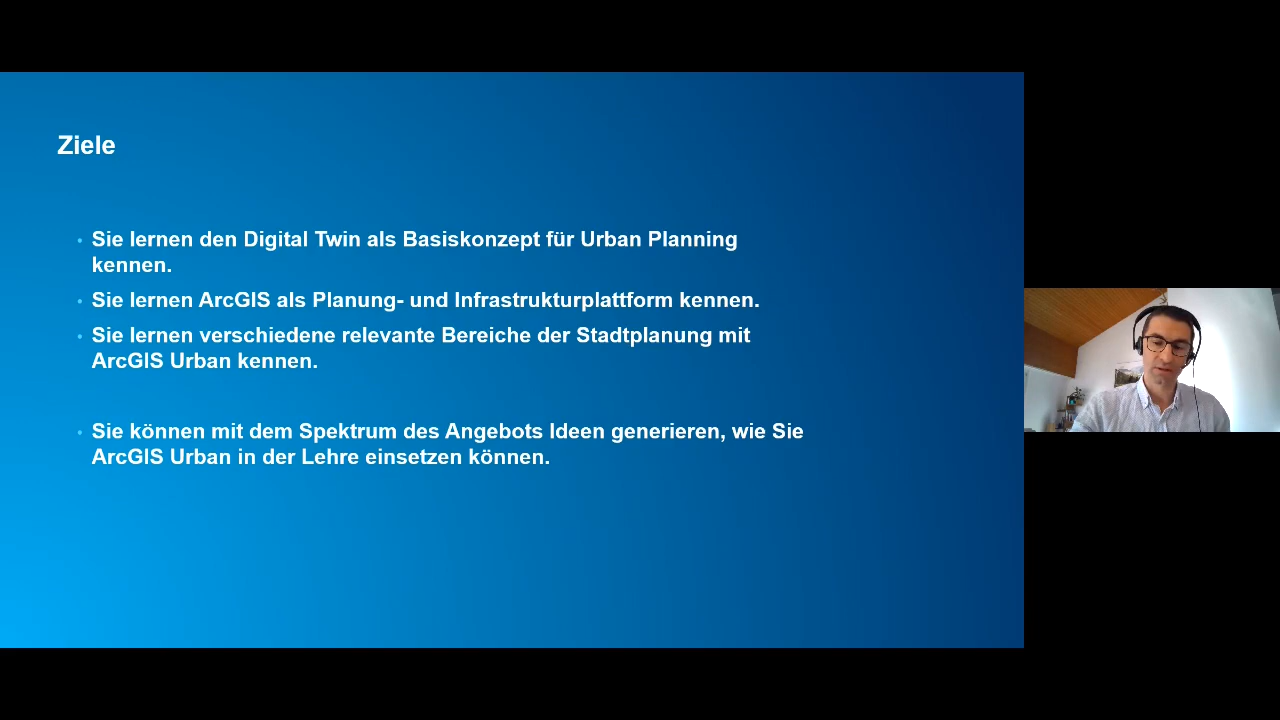 Ziele
Sie lernen den Digital Twin als Basiskonzept für Urban Planning
kennen.
Sie lernen ArcGIS als Planung- und Infrastrukturplattform kennen.
Sie lernen verschiedene relevante Bereiche der Stadtplanung mit
ArcGIS Urban kennen.
Sie können mit dem Spektrum des Angebots Ideen generieren, wie Sie
ArcGIS Urban in der Lehre einsetzen können.